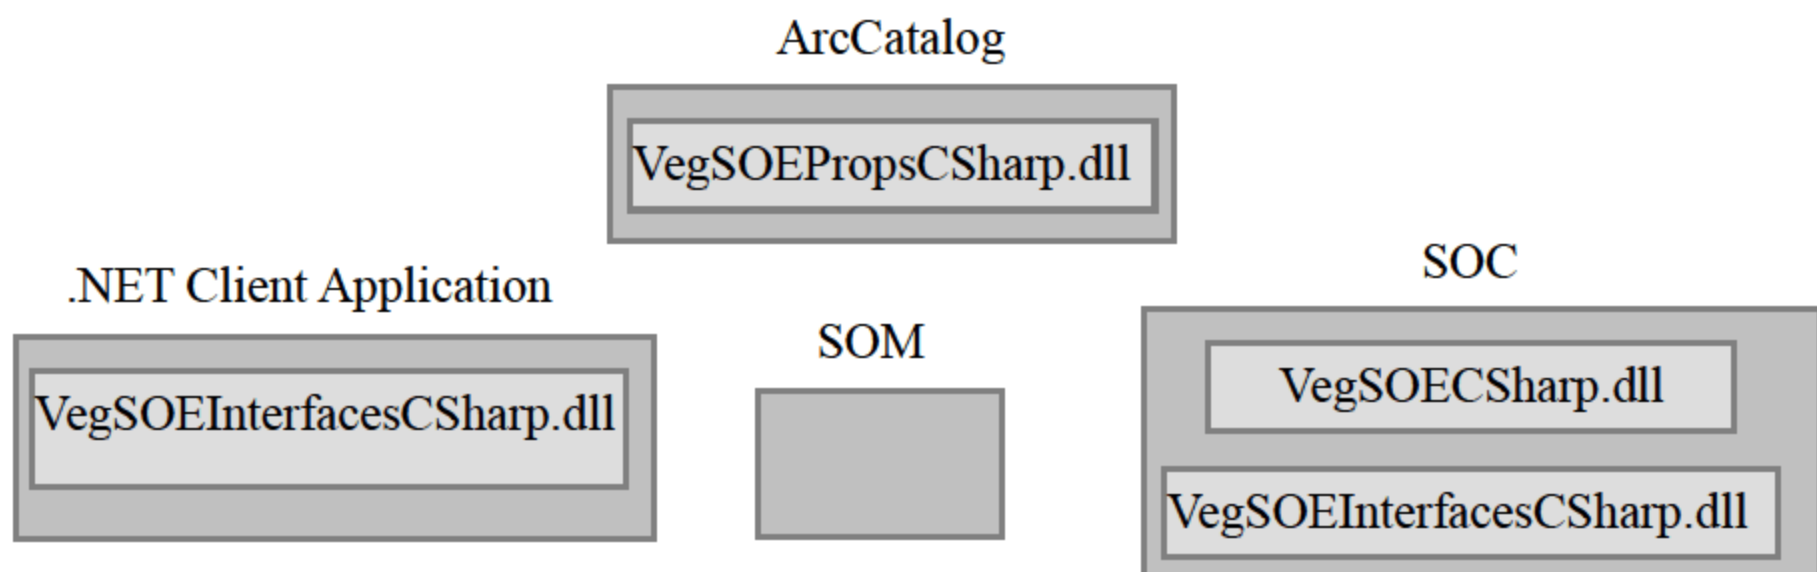 ArcCatalog
VegSOEPropsCSharp.dll
.NET Client Application
VegSOEInterfacesCSharp.dll
SOM
SOC
VegSOECSharp.dll
VegSOEInterfacesCSharp.dll